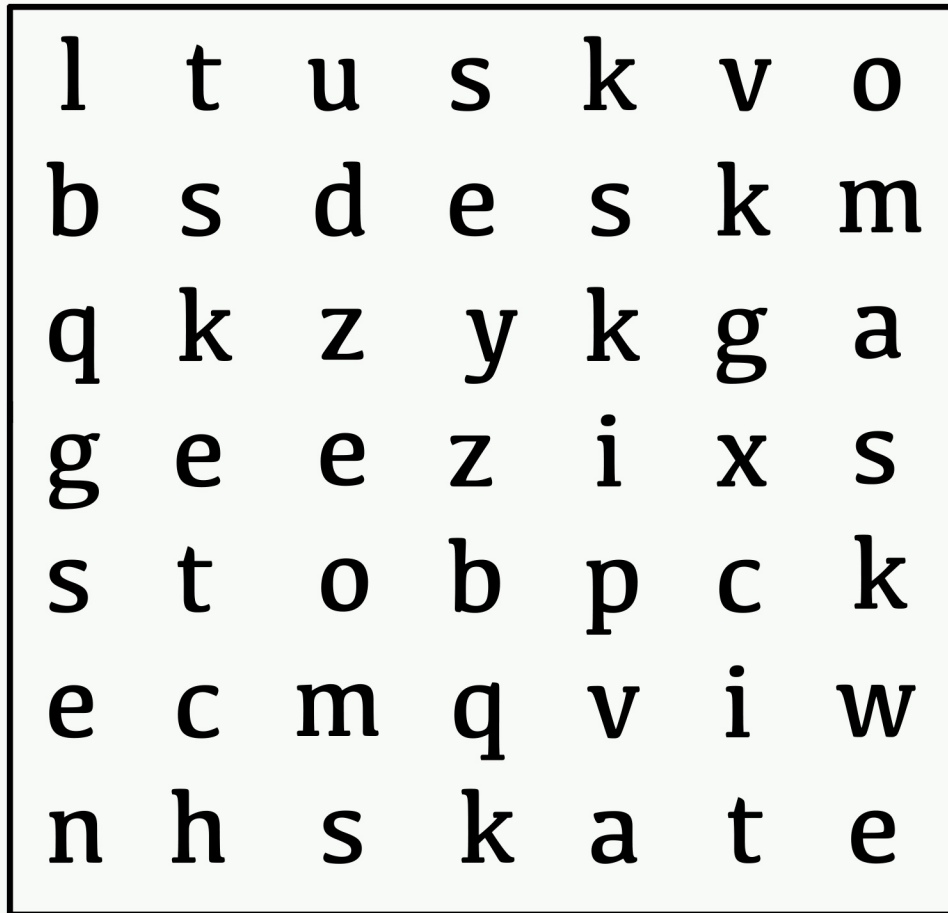 l t u s k v o
b s d e s k m
q k z y k g a
g e e z i x s
s t o b p c k
e c m q v i w
n h s k a t e